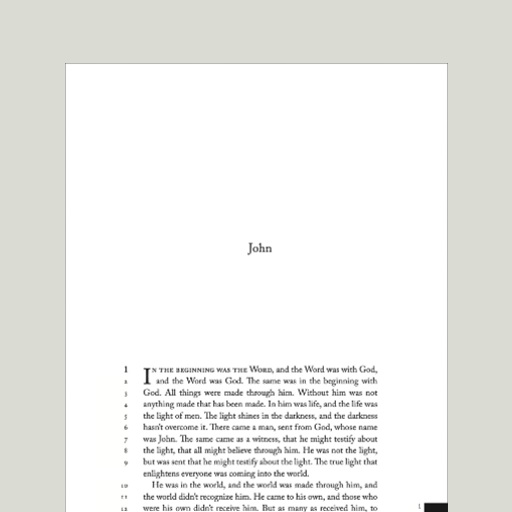 John
1 IN THE BEGINNING WAS THE WORD, and the Word was with God,
2 and the Word was God. The same was in the beginning with
3 God. All things were made through him. Without him was not
4 anything made that has been made. In him was life, and the life was
5 the light of men. The light shines in the darkness, and the darkness
6 hasn't overcome it. There came a man, sent from God, whose name
7 was John. The same came as a witness, that he might testify about
8 the light, that all might believe through him. He was not the light,
9 but was sent that he might testify about the light. The true light that
enlightens everyone was coming into the world.
10 He was in the world, and the world was made through him, and
11 the world didn't recognize him. He came to his own, and those who
12 were his own didn't receive him. But as many as received him, to
1